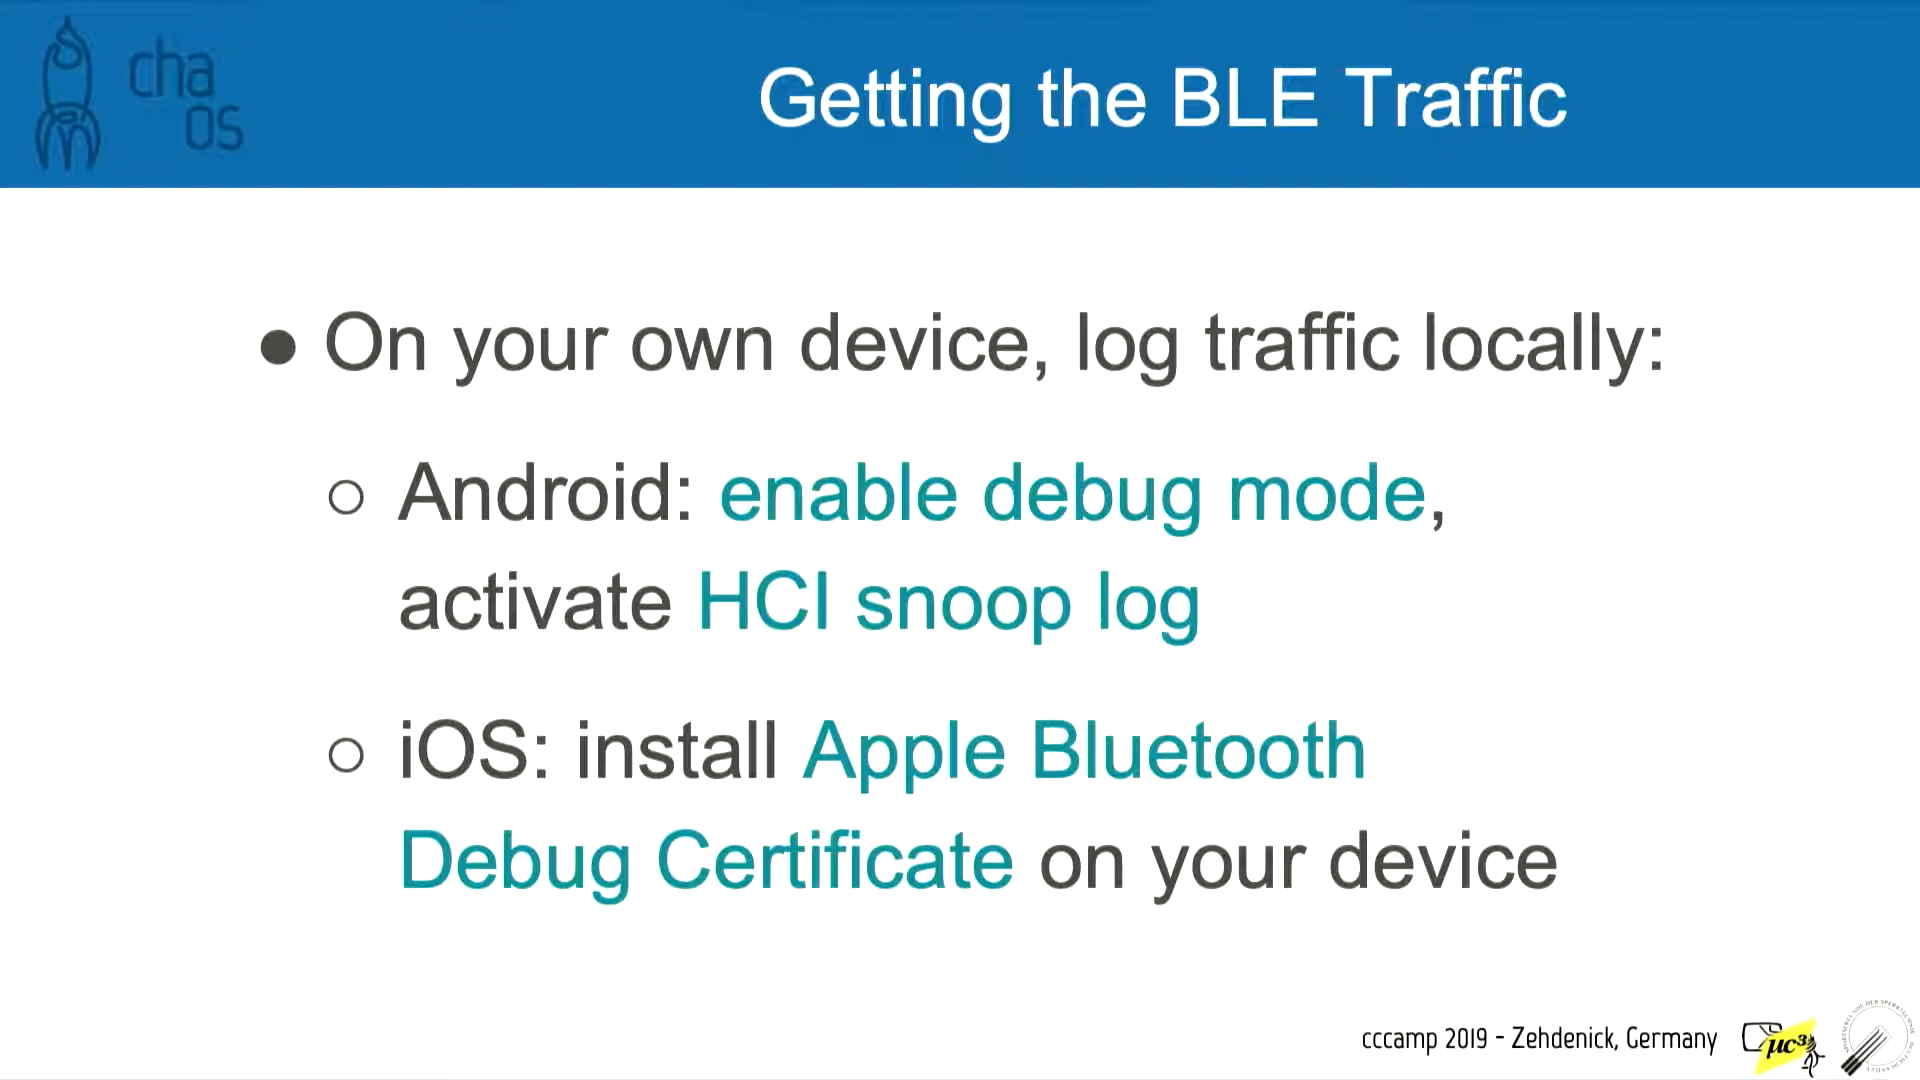 cha
os
Getting the BLE Traffic
● On your own device, log traffic locally:
○ Android: enable debug mode,
activate HCI snoop log
○ iOS: install Apple Bluetooth
Debug Certificate on your device
cccamp 2019 - Zehdenick, Germany
µc³